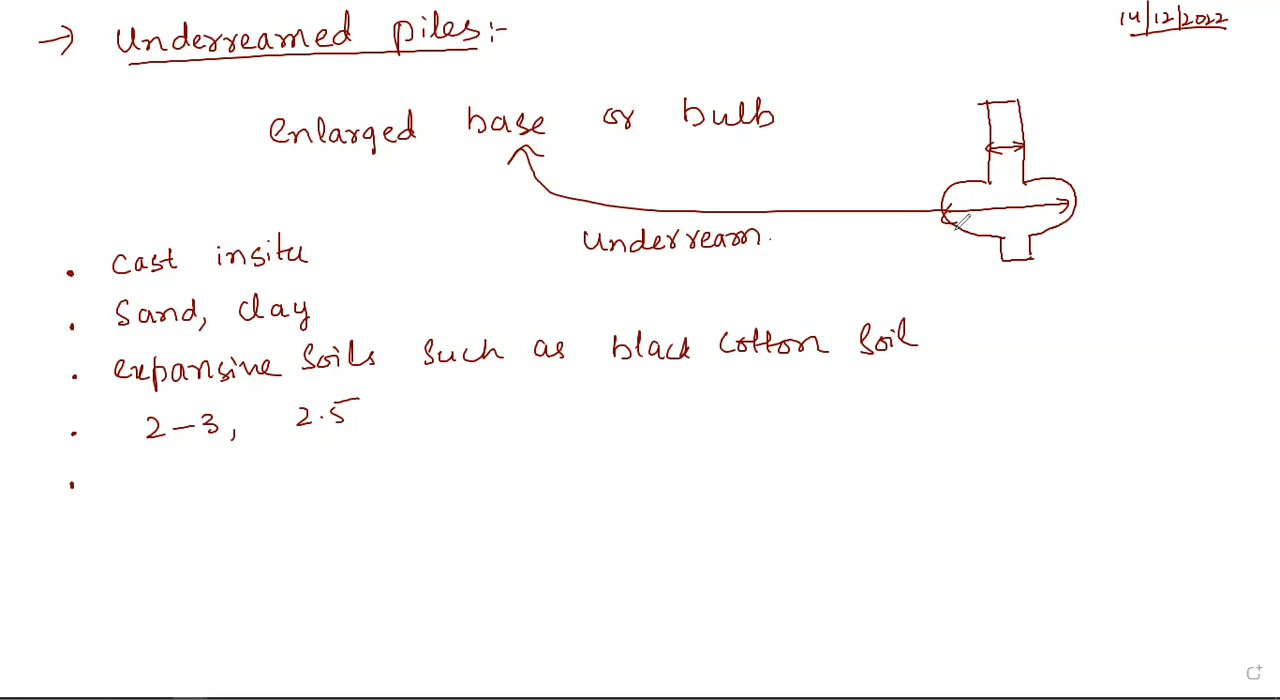 → Underreamed piles:-
14/12/2022
enlarged base or bulb
Underream.
• Cast insitu
• Sand, clay
• expansive Soils Such as black cotton Soil
• 2-3, 2.5
•